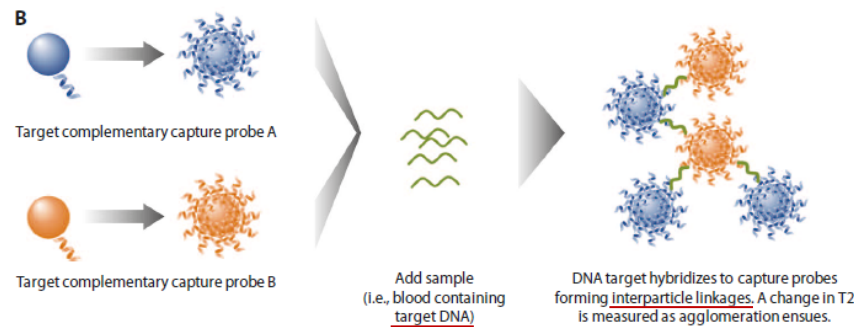 B
Target complementary capture probe A
Target complementary capture probe B
Add sample
(i.e., blood containing
target DNA)
DNA target hybridizes to capture probes
forming interparticle linkages. A change in T2
is measured as agglomeration ensues.